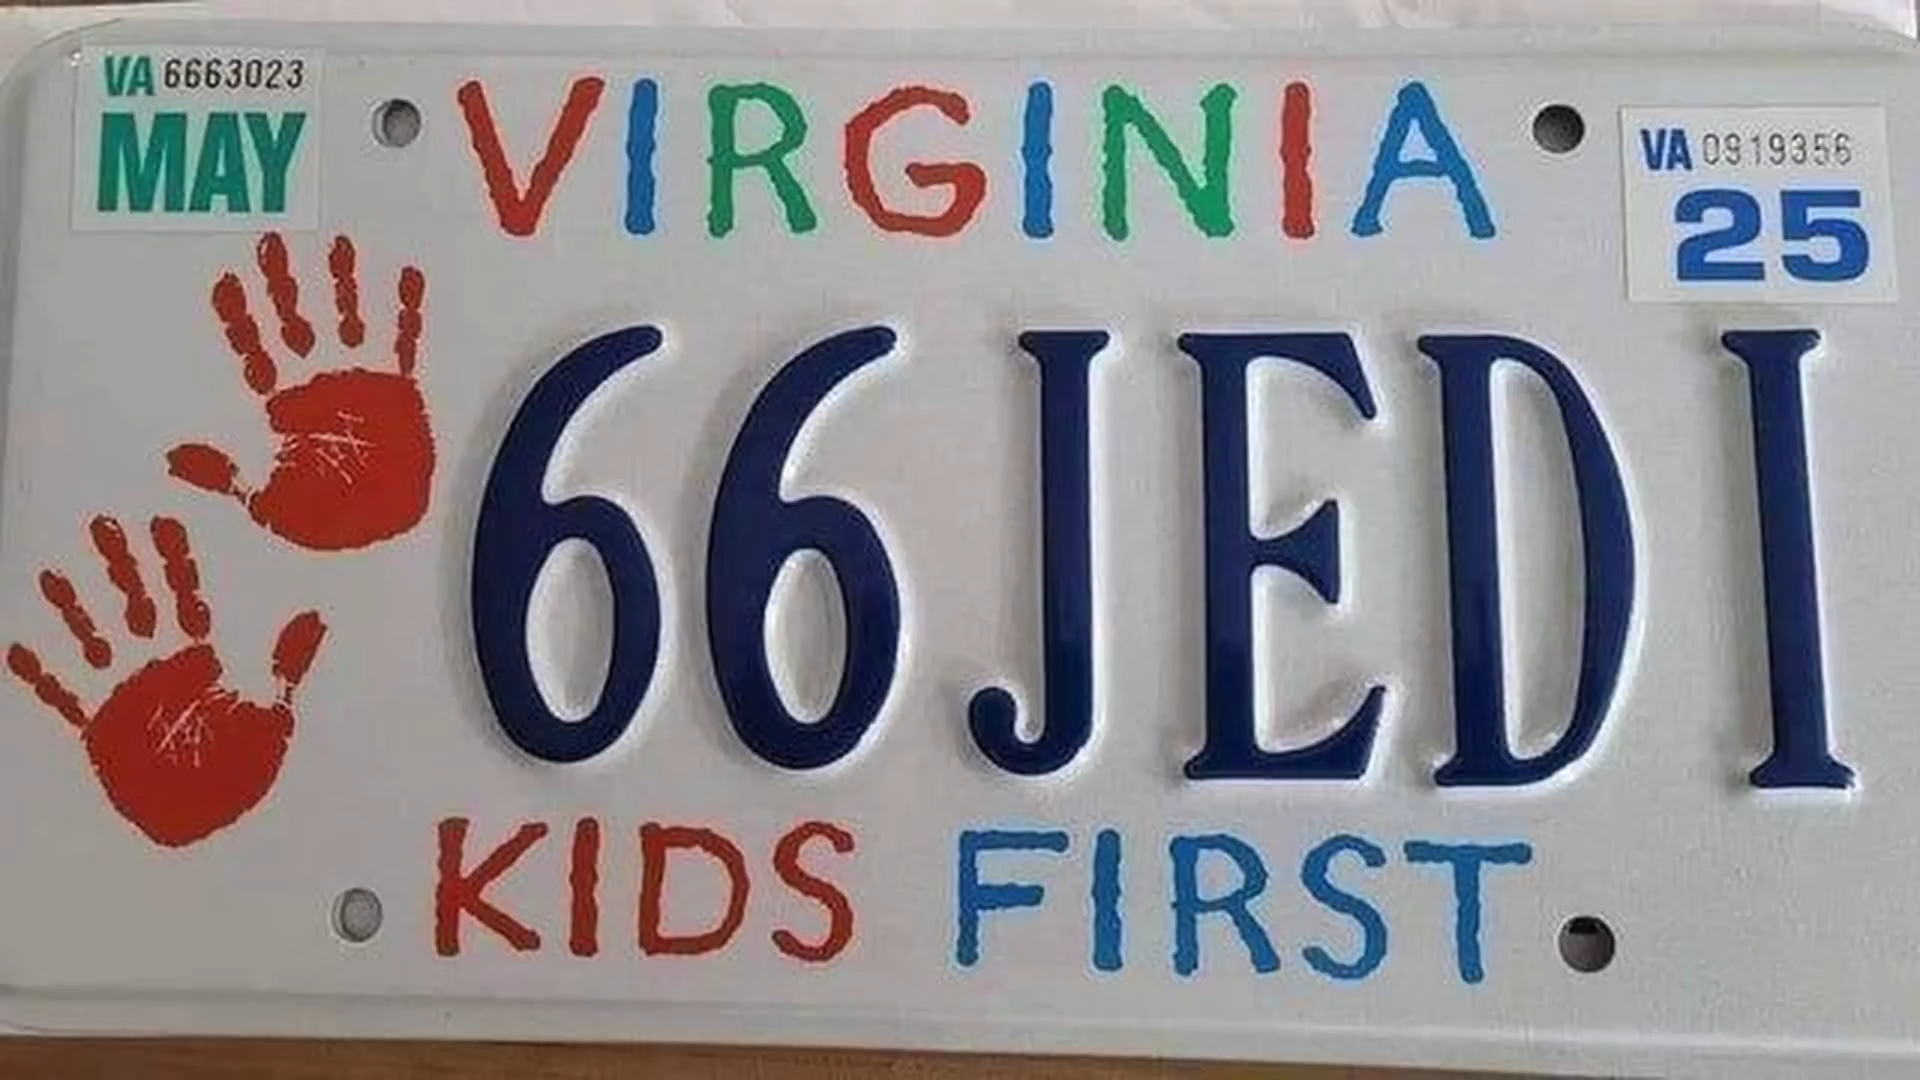 VA 6663023
MAY
VIRGINIA
VA 0919356
25
66JEDI
KIDS FIRST